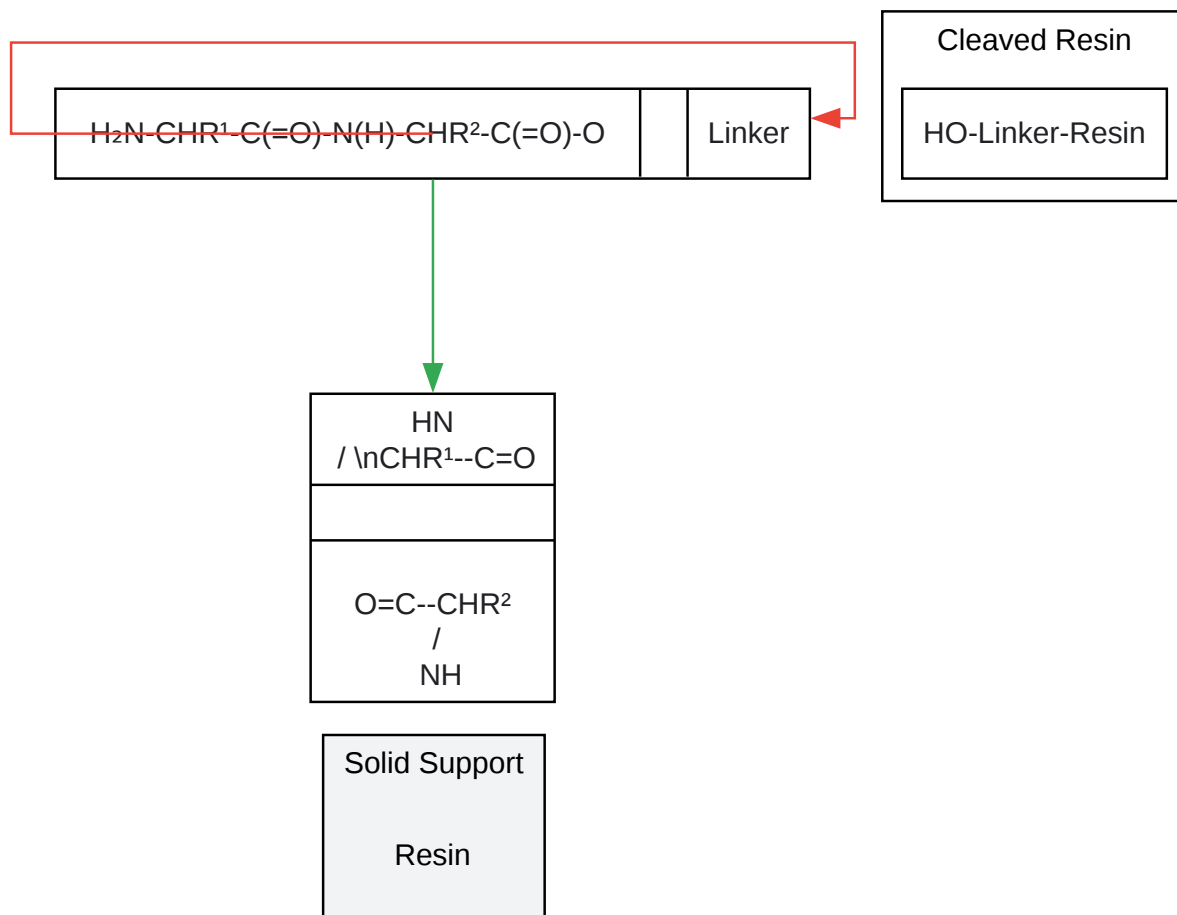 Cleaved Resin
H₂N-CHR¹-C(=O)-N(H)-CHR²-C(=O)-O
Linker
HO-Linker-Resin
HN
/ \nCHR¹--C=O
O=C--CHR²
/
NH
Solid Support
Resin